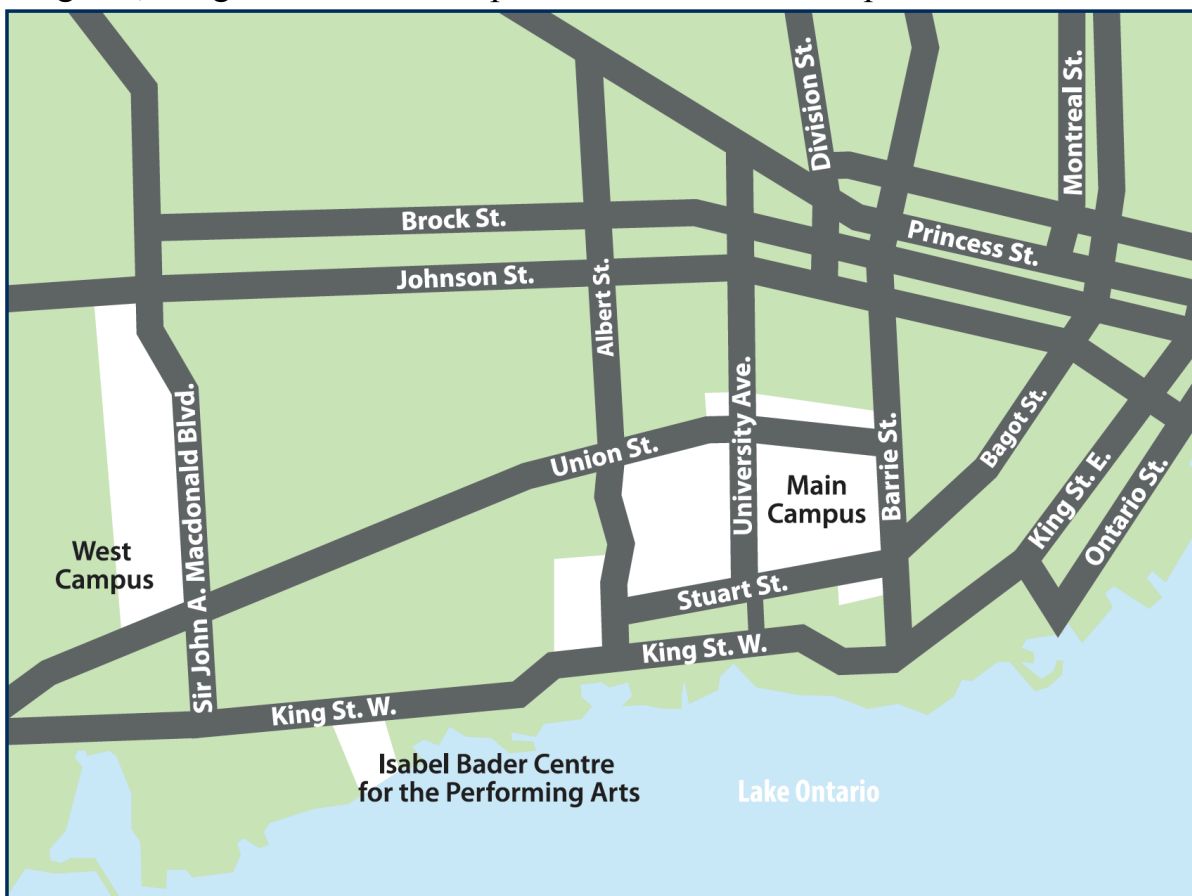 Division St.
Montreal St.
Brock St.
Princess St.
Johnson St.
Albert St.
University Ave.
Barrie St.
Bagot St.
King St. E.
Ontario St.
Sir John A. Macdonald Blvd.
Union St.
Main
Campus
West
Campus
Stuart St.
King St. W.
King St. W.
Isabel Bader Centre
for the Performing Arts
Lake Ontario